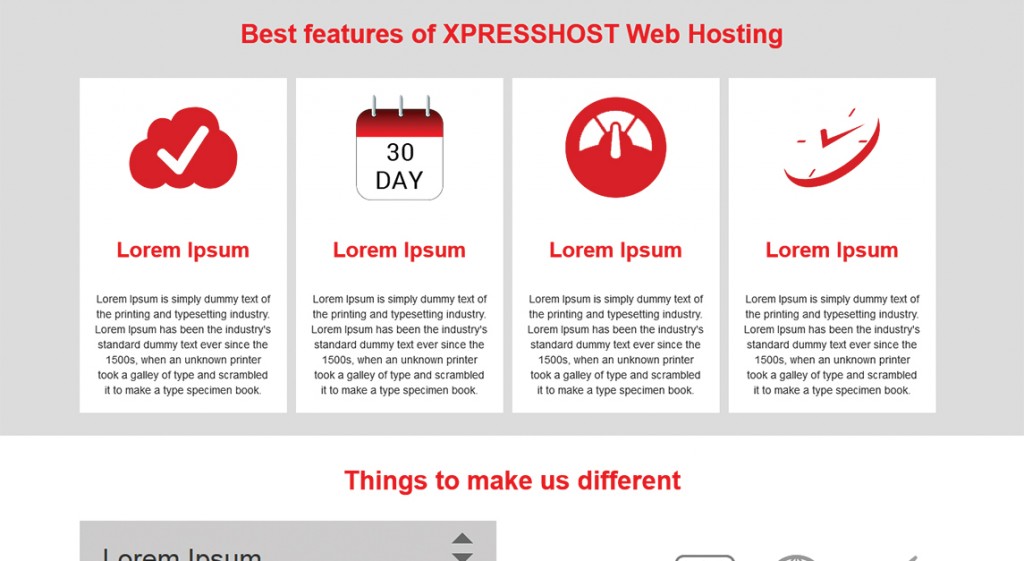 Best features of XPRESSHOST Web Hosting
30
DAY
Lorem Ipsum
Lorem Ipsum is simply dummy text of
the printing and typesetting industry.
Lorem Ipsum has been the industry's
standard dummy text ever since the
1500s, when an unknown printer
took a galley of type and scrambled
it to make a type specimen book.
Lorem Ipsum
Lorem Ipsum is simply dummy text of
the printing and typesetting industry.
Lorem Ipsum has been the industry's
standard dummy text ever since the
1500s, when an unknown printer
took a galley of type and scrambled
it to make a type specimen book.
Lorem Ipsum
Lorem Ipsum is simply dummy text of
the printing and typesetting industry.
Lorem Ipsum has been the industry's
standard dummy text ever since the
1500s, when an unknown printer
took a galley of type and scrambled
it to make a type specimen book.
Lorem Ipsum
Lorem Ipsum is simply dummy text of
the printing and typesetting industry.
Lorem Ipsum has been the industry's
standard dummy text ever since the
1500s, when an unknown printer
took a galley of type and scrambled
it to make a type specimen book.
Things to make us different
Lorem Ipsum